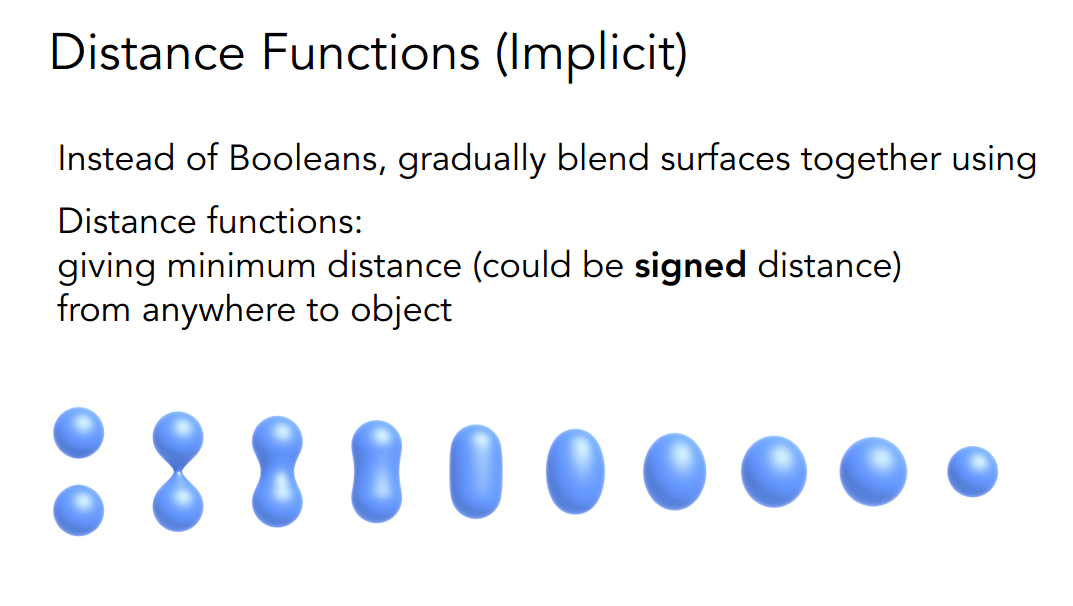 Distance Functions (Implicit)
Instead of Booleans, gradually blend surfaces together using
Distance functions:
giving minimum distance (could be signed distance)
from anywhere to object